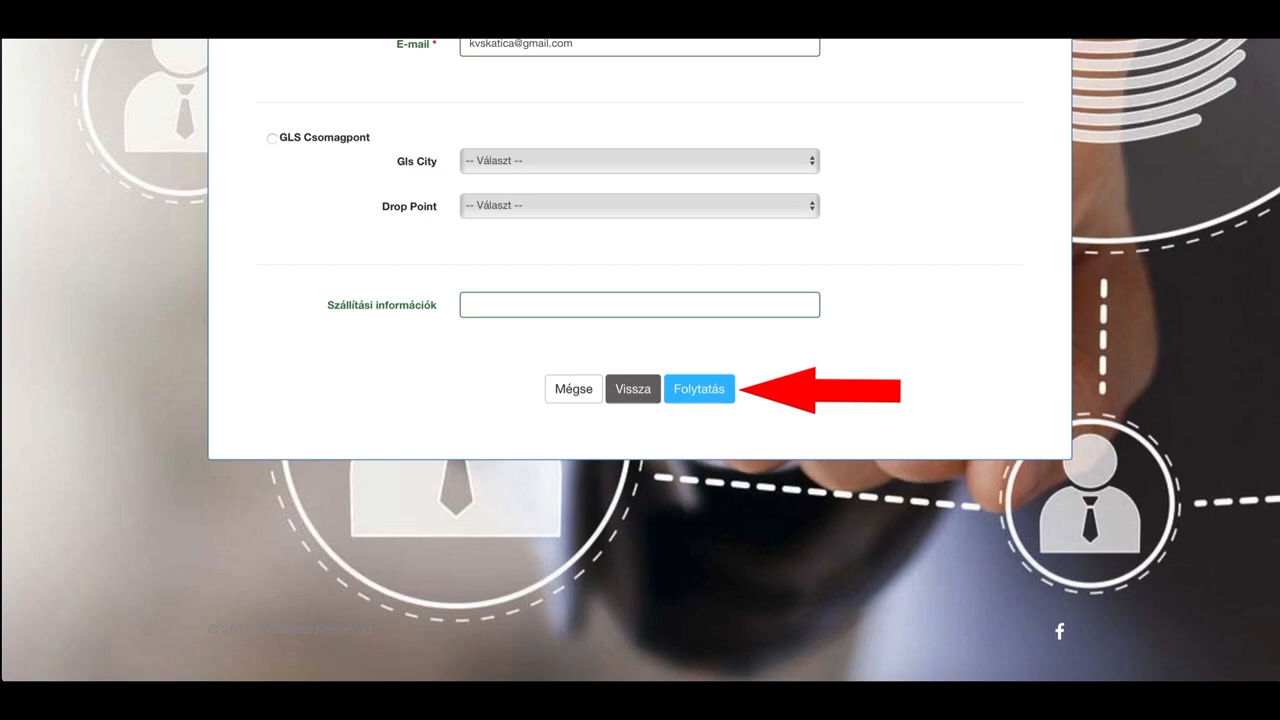 E-mail *
kvskatica@gmail.com
GLS Csomagpont
Gls City
-- Választ --
Drop Point
-- Választ --
Szállítási információk
Mégse
Vissza
Folytatás